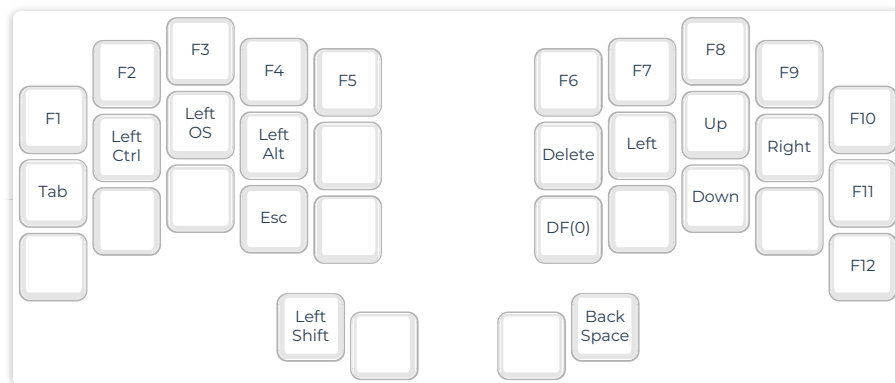 F1
F2
F3
F4
F5
F6
F7
F8
F9
F10
Tab
Left
Ctrl
Left
OS
Left
Alt
Delete
Left
Up
Right
F11
Esc
DF(0)
Down
F12
Left
Shift
Back
Space